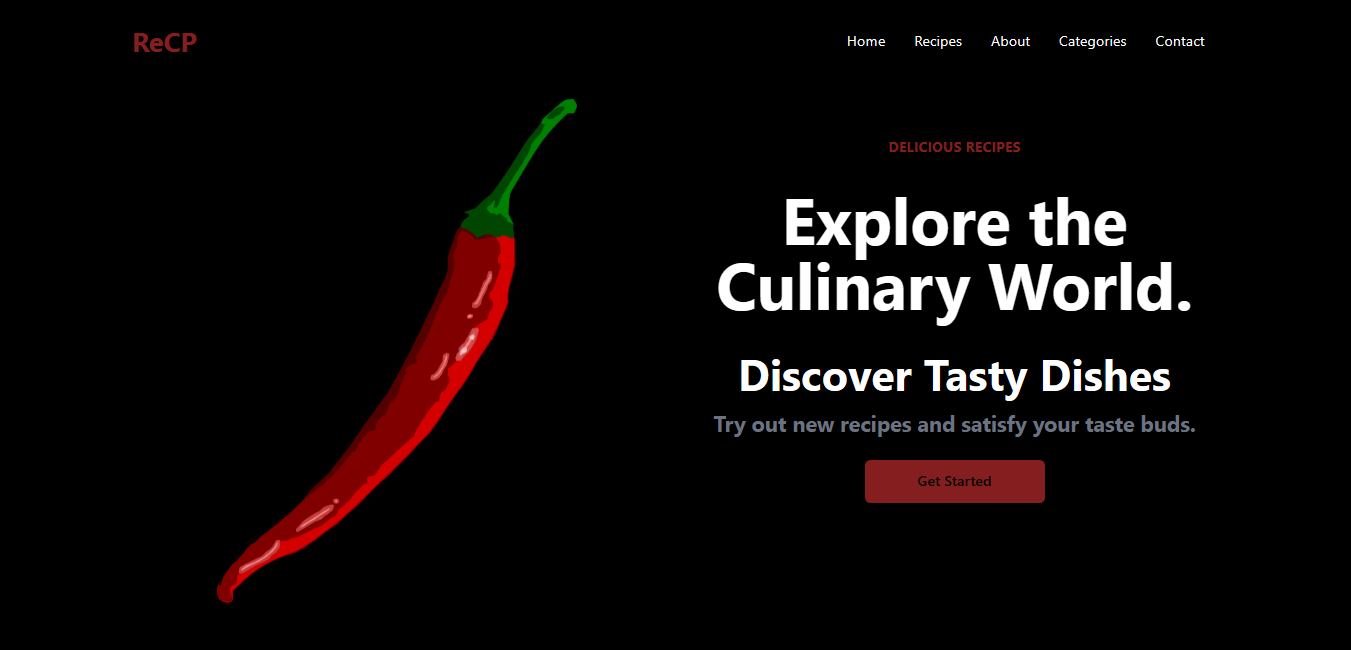 ReCP
Home Recipes About Categories Contact
DELICIOUS RECIPES
Explore the
Culinary World.
Discover Tasty Dishes
Try out new recipes and satisfy your taste buds.
Get Started